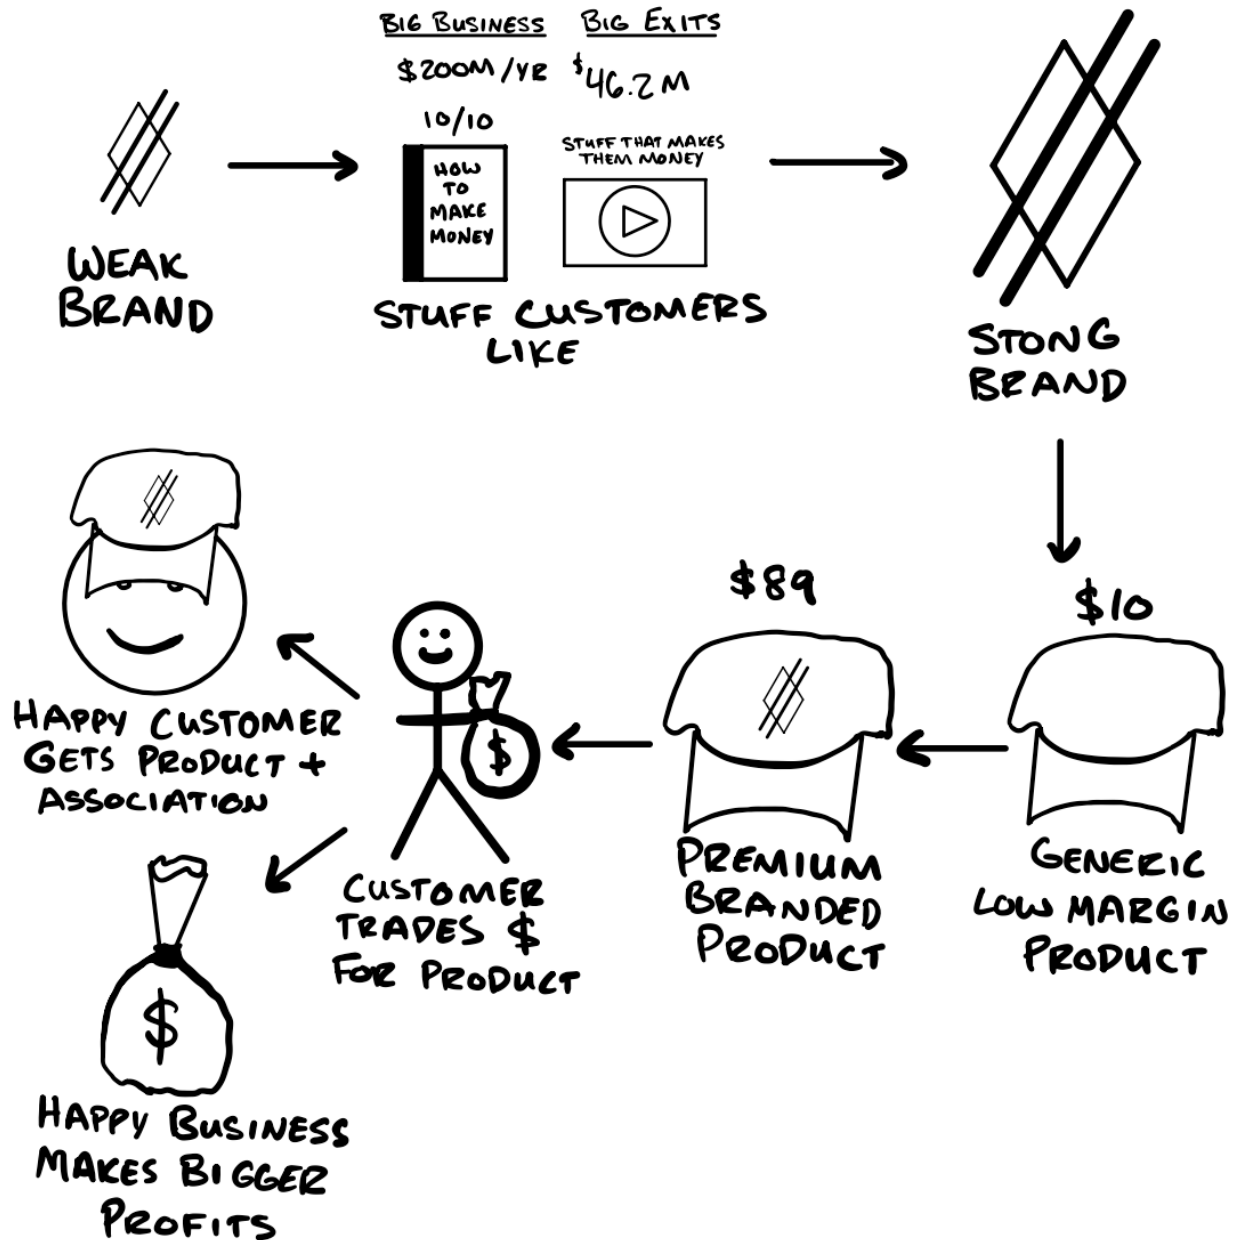 BIG BUSINESS
$200M/YR
BIG EXITS
$46.2M
10/10
HOW
TO
MAKE
MONEY
STUFF THAT MAKES
THEM MONEY
WEAK
BRAND
STUFF CUSTOMERS
LIKE
STONG
BRAND
$10
GENERIC
LOW MARGIN
PRODUCT
$89
PREMIUM
BRANDED
PRODUCT
$
CUSTOMER
TRADES $
FOR PRODUCT
HAPPY CUSTOMER
GETS PRODUCT +
ASSOCIATION
$
HAPPY BUSINESS
MAKES BIGGER
PROFITS